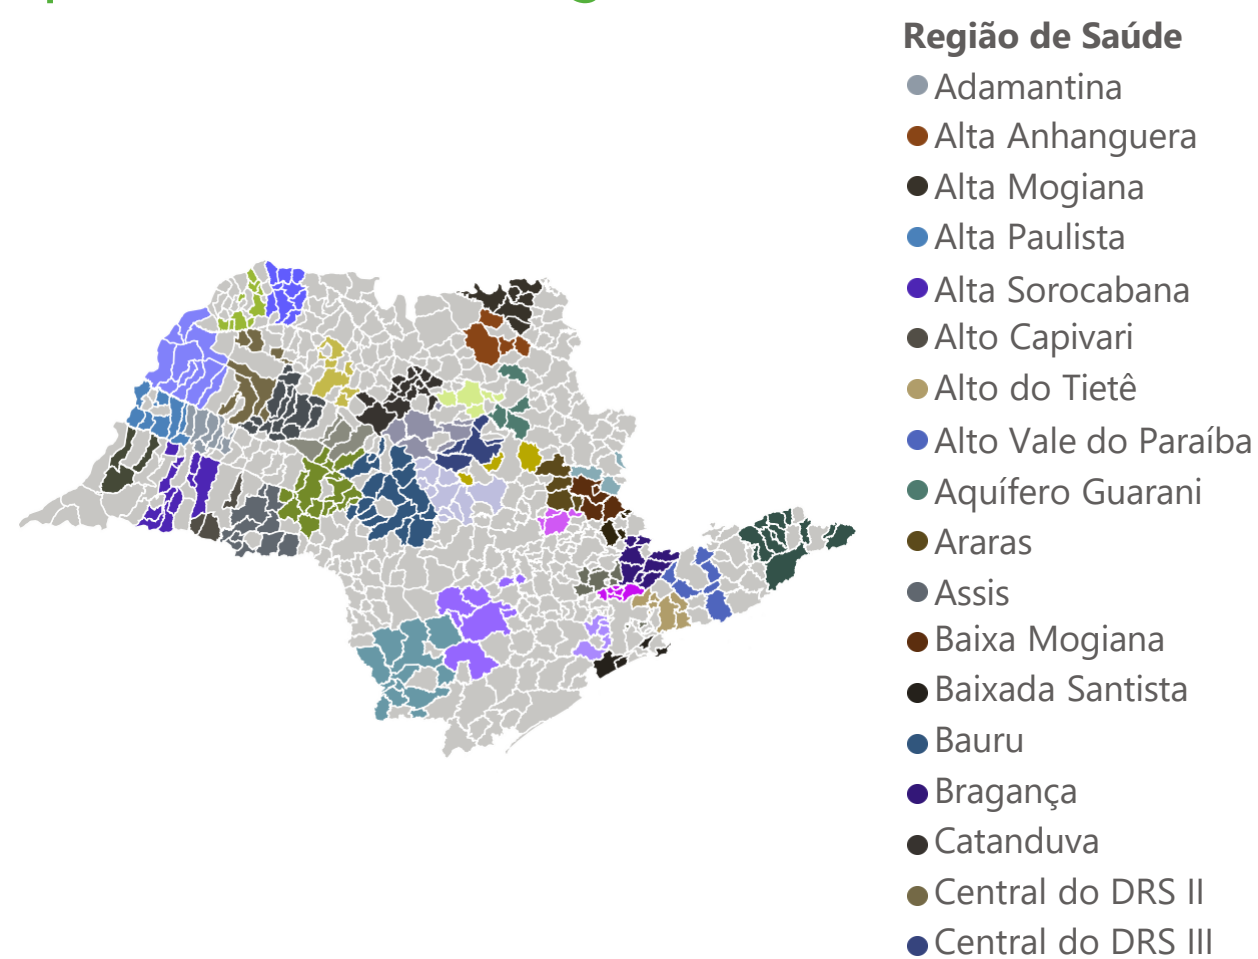 Região de Saúde
Adamantina
Alta Anhanguera
Alta Mogiana
Alta Paulista
Alta Sorocabana
Alto Capivari
Alto do Tietê
Alto Vale do Paraíba
Aquífero Guarani
Araras
Assis
Baixa Mogiana
Baixada Santista
Bauru
Bragança
Catanduva
Central do DRS II
Central do DRS III